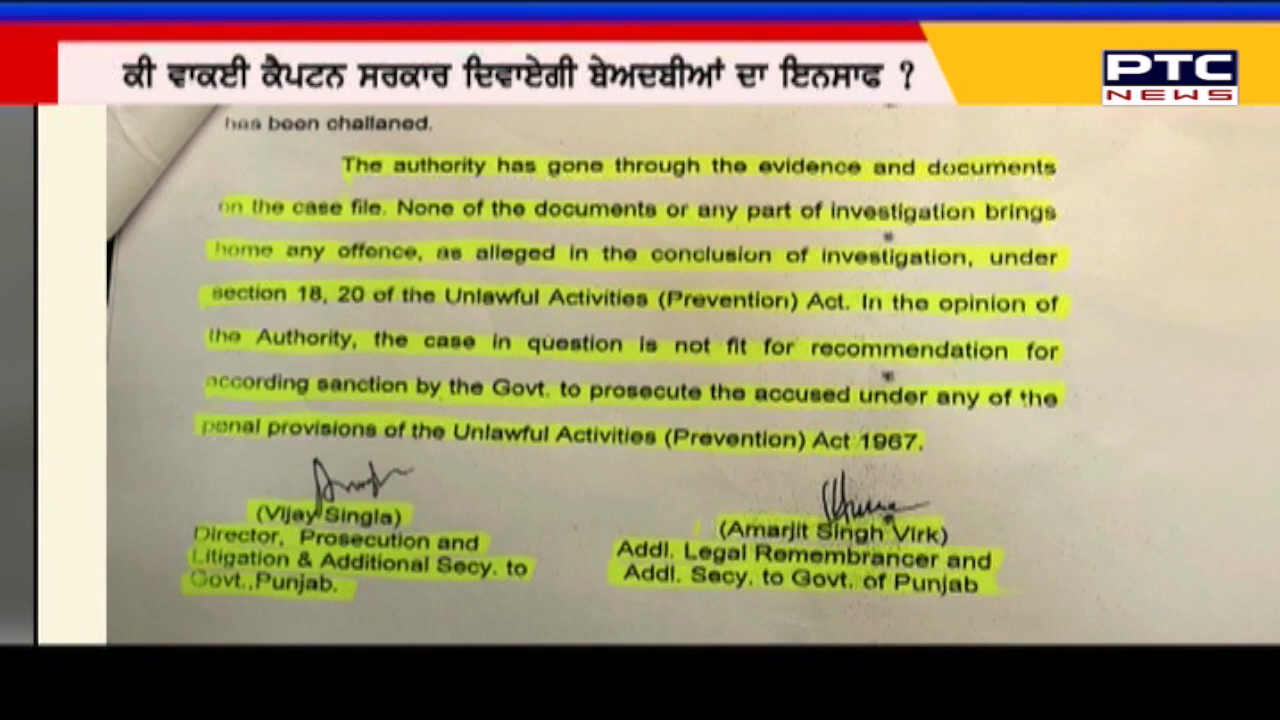 ਕੀ ਵਾਕਈ ਕੈਪਟਨ ਸਰਕਾਰ ਦਿਵਾਏਗੀ ਬੇਅਦਬੀਆਂ ਦਾ ਇਨਸਾਫ ?
PTC
NEWS
has been challaned.
The authority has gone through the evidence and documents
on the case file. None of the documents or any part of investigation brings
home any offence, as alleged in the conclusion of investigation, under
section 18, 20 of the Unlawful Activities (Prevention) Act. In the opinion of
the Authority, the case in question is not fit for recommendation for
according sanction by the Govt. to prosecute the accused under any of the
penal provisions of the Unlawful Activities (Prevention) Act 1967.
(Vijay Singla)
Director, Prosecution and
Litigation & Additional Secy. to
Govt.,Punjab.
(Amarjit Singh Virk)
Addl. Legal Remembrancer and
Addl. Secy. to Govt. of Punjab